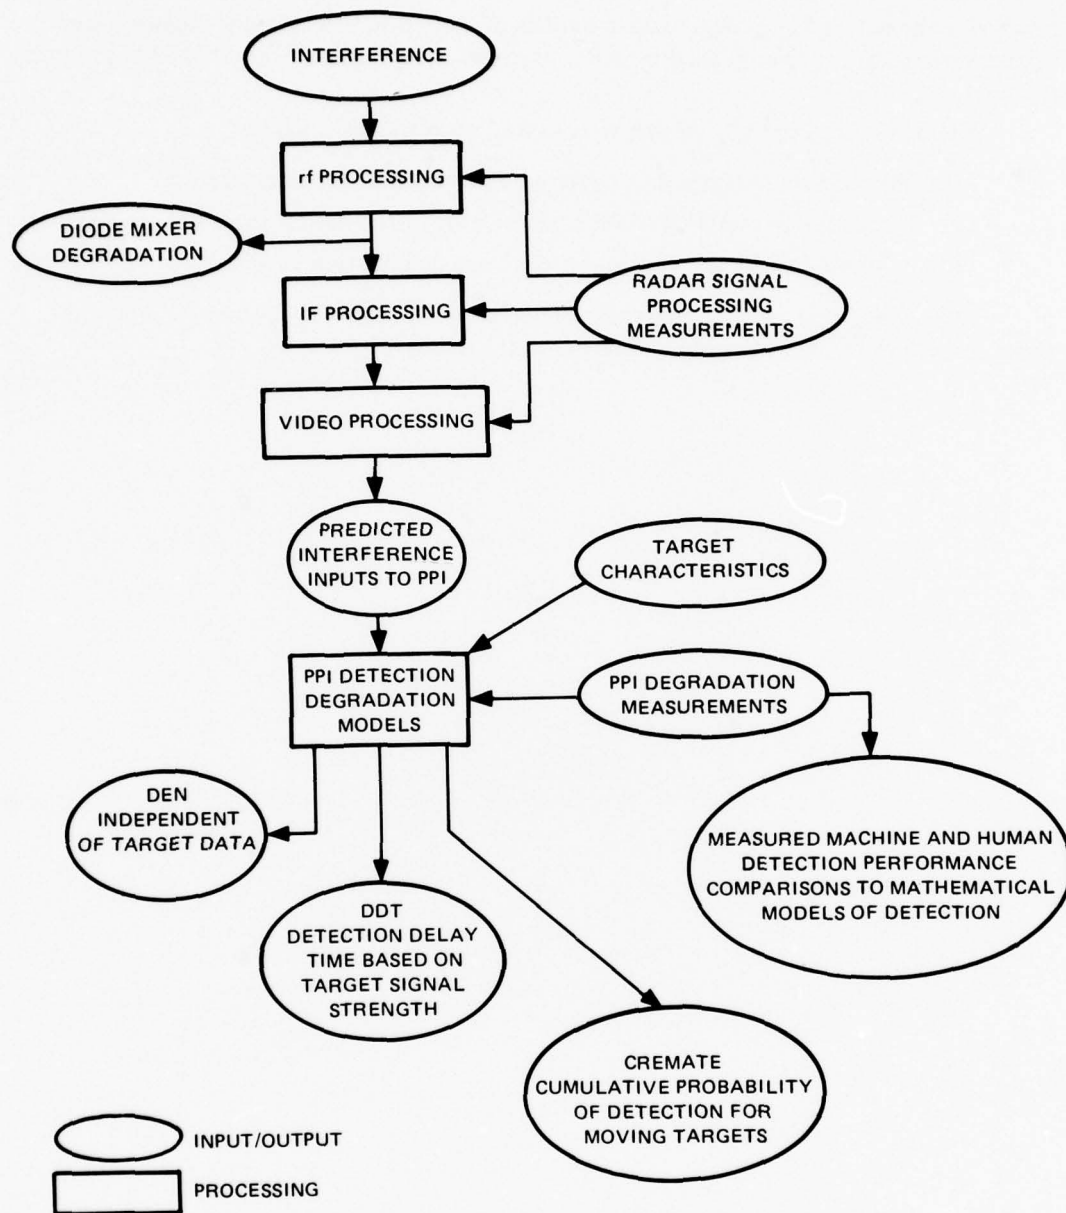 INTERFERENCE
rf PROCESSING
DIODE MIXER
DEGRADATION
RADAR SIGNAL
PROCESSING
MEASUREMENTS
IF PROCESSING
VIDEO PROCESSING
PREDICTED
INTERFERENCE
INPUTS TO PPI
TARGET
CHARACTERISTICS
PPI DETECTION
DEGRADATION
MODELS
PPI DEGRADATION
MEASUREMENTS
DEN
INDEPENDENT
OF TARGET DATA
MEASURED MACHINE AND HUMAN
DETECTION PERFORMANCE
COMPARISONS TO MATHEMATICAL
MODELS OF DETECTION
DDT
DETECTION DELAY
TIME BASED ON
TARGET SIGNAL
STRENGTH
CREMATE
CUMULATIVE PROBABILITY
OF DETECTION FOR
MOVING TARGETS
INPUT/OUTPUT
PROCESSING